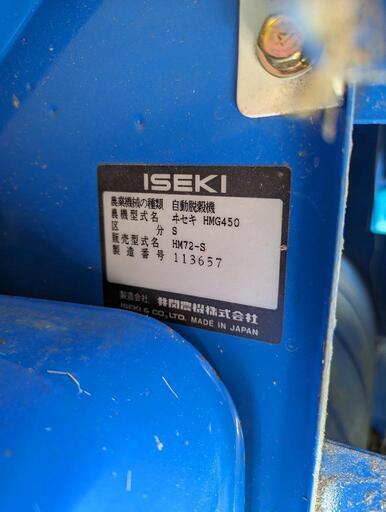 ISEKI
農業機械の種類 自動脱穀機
農機型式名 ヰセキ HMG450
区分 S
販売型式名 HM72-S
製造番号 113657
製造会社 井関農機株式会社
ISEKI & CO., LTD. MADE IN JAPAN